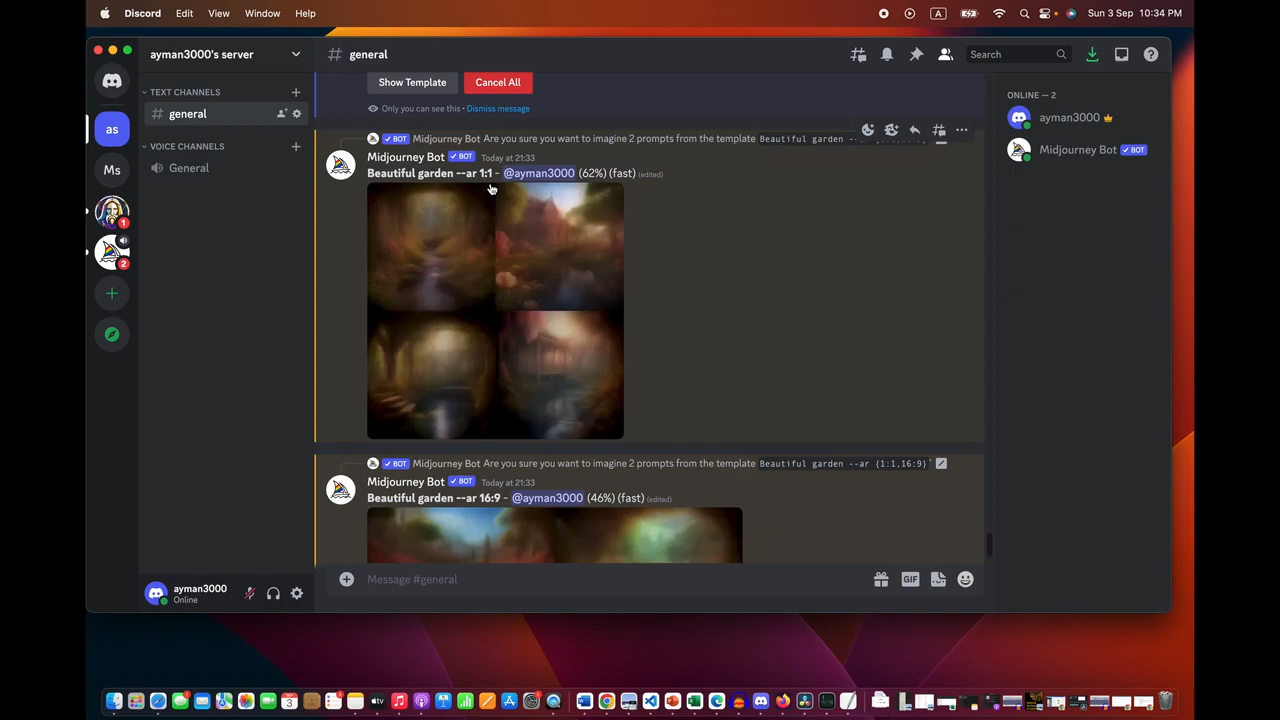 Discord Edit View Window Help
A Sun 3 Sep 10:34 PM
ayman3000's server
# general
Search
TEXT CHANNELS
# general
VOICE CHANNELS
General
as
Ms
1
2
Show Template Cancel All
Only you can see this • Dismiss message
BOT Midjourney Bot Are you sure you want to imagine 2 prompts from the template Beautiful garden
Midjourney Bot BOT Today at 21:33
Beautiful garden --ar 1:1 - @ayman3000 (62%) (fast) (edited)
BOT Midjourney Bot Are you sure you want to imagine 2 prompts from the template Beautiful garden --ar {1:1,16:9}
Midjourney Bot BOT Today at 21:33
Beautiful garden --ar 16:9 - @ayman3000 (46%) (fast) (edited)
Message #general
GIF
ONLINE — 2
ayman3000
Midjourney Bot BOT
ayman3000
Online